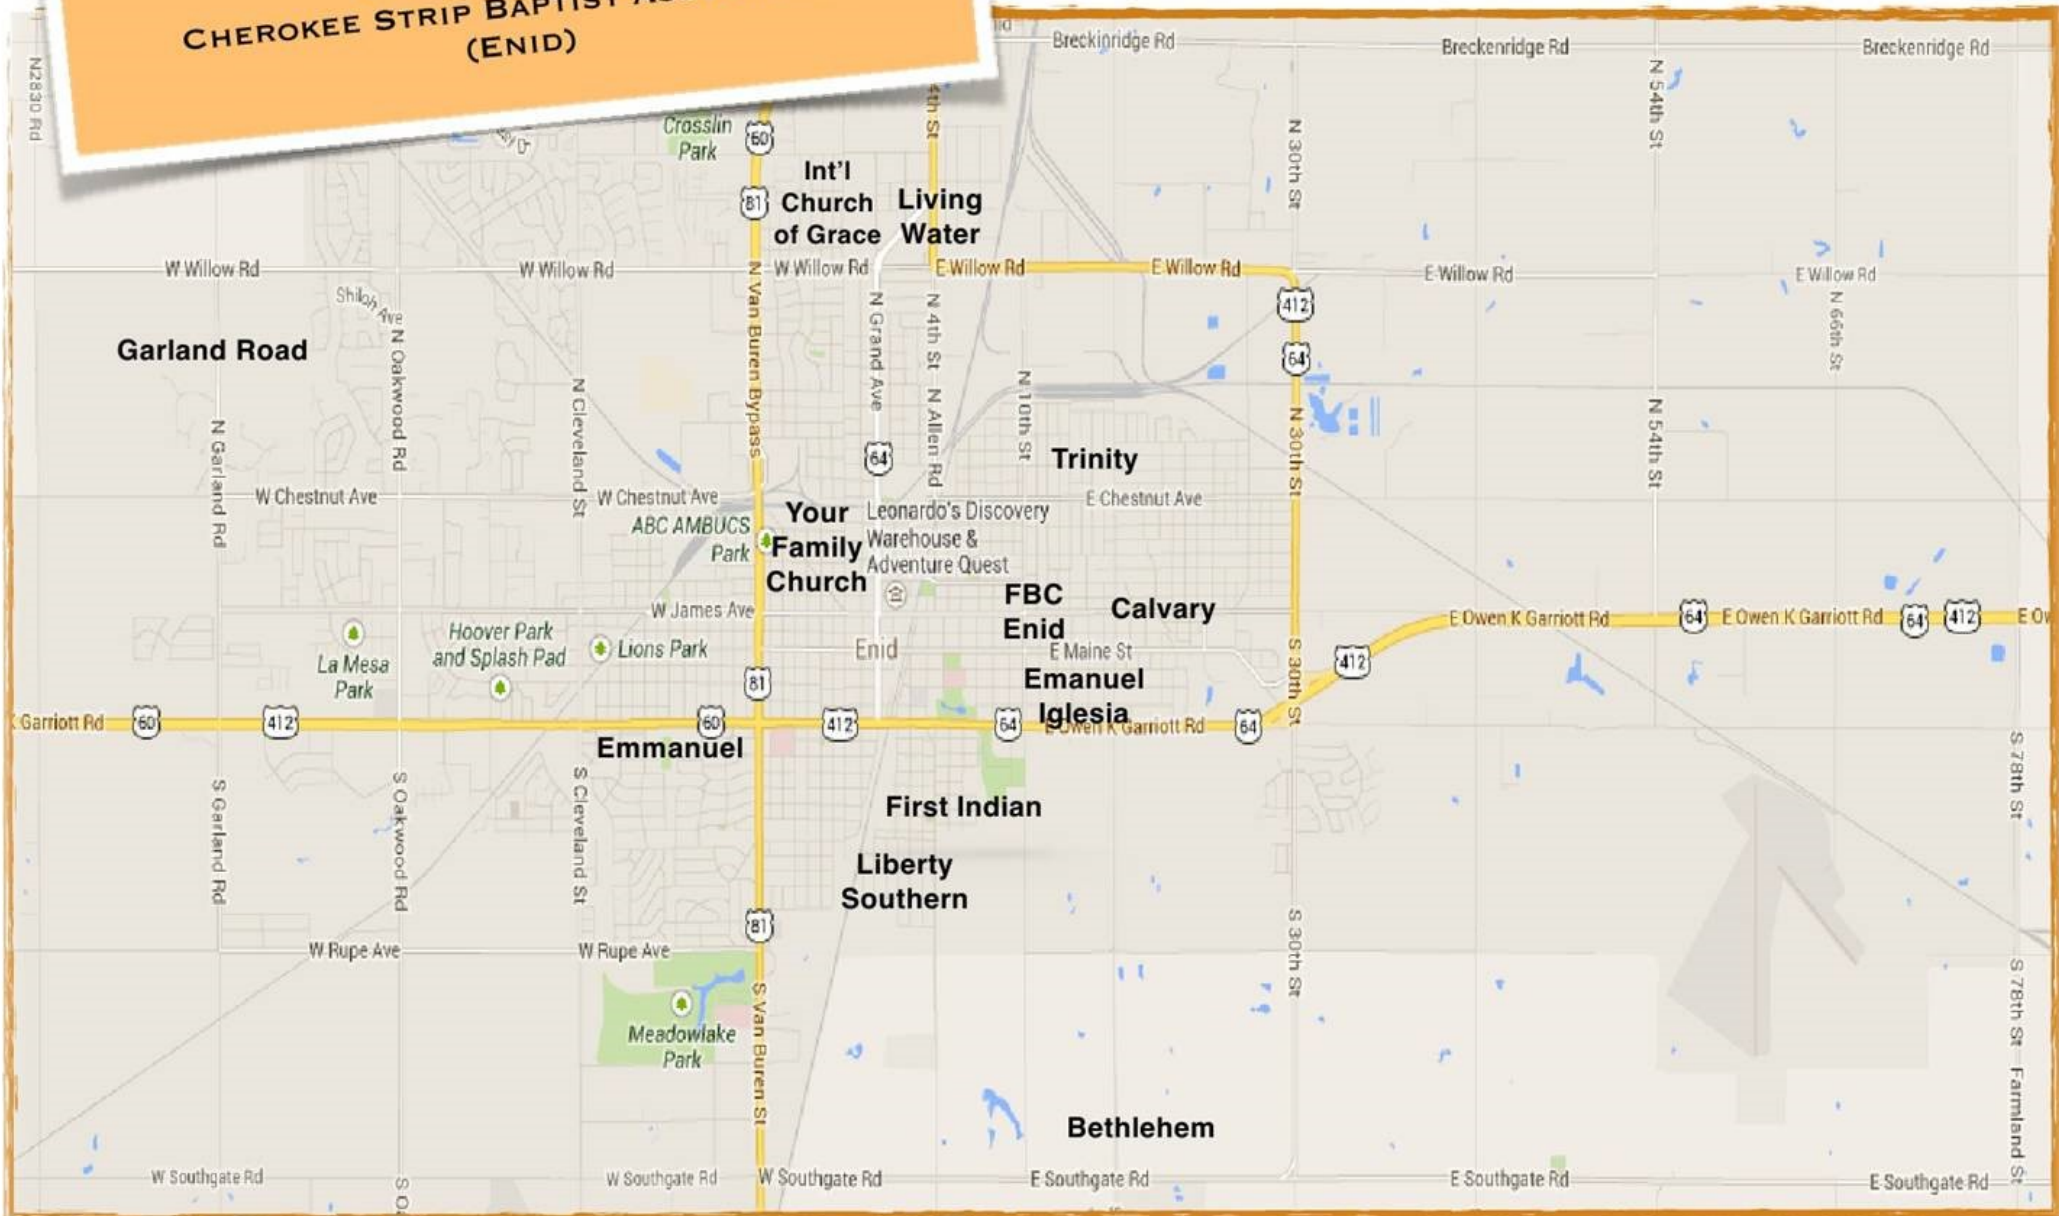 CHEROKEE STRIP BAPTIST
(ENID)
Breckinridge Rd
Breckenridge Rd
Breckenridge Rd
N2830 Rd
4th St
N 30th St
N 54th St
Crosslin
Park
60
81
Int'l
Church
of Grace
Living
Water
Dr
W Willow Rd
W Willow Rd
W Willow Rd
E Willow Rd
E Willow Rd
E Willow Rd
E Willow Rd
Shiloh Ave
412
64
N 66th St
Garland Road
N Oakwood Rd
N Van Buren Bypass
N Grand Ave
N 4th St
N Allen Rd
N 10th St
N Cleveland St
N Garland Rd
N 30th St
N 54th St
64
Trinity
W Chestnut Ave
W Chestnut Ave
E Chestnut Ave
ABC AMBUCS
Park
Your
Family
Church
Leonardo's Discovery
Warehouse &
Adventure Quest
FBC
Enid
Calvary
W James Ave
E Owen K Garriott Rd
64
E Owen K Garriott Rd
64
412
La Mesa
Park
Hoover Park
and Splash Pad
Lions Park
Enid
E Maine St
S 30th St
412
81
Emanuel
Iglesia
Garriott Rd
60
412
60
412
64
E Owen K Garriott Rd
64
Emmanuel
S Garland Rd
S Oakwood Rd
S Cleveland St
S 78th St
First Indian
Liberty
Southern
81
S 30th St
W Rupe Ave
W Rupe Ave
S Van Buren St
S 78th St
Meadowlake
Park
Farmland St
Bethlehem
W Southgate Rd
W Southgate Rd
W Southgate Rd
E Southgate Rd
E Southgate Rd
E Southgate Rd